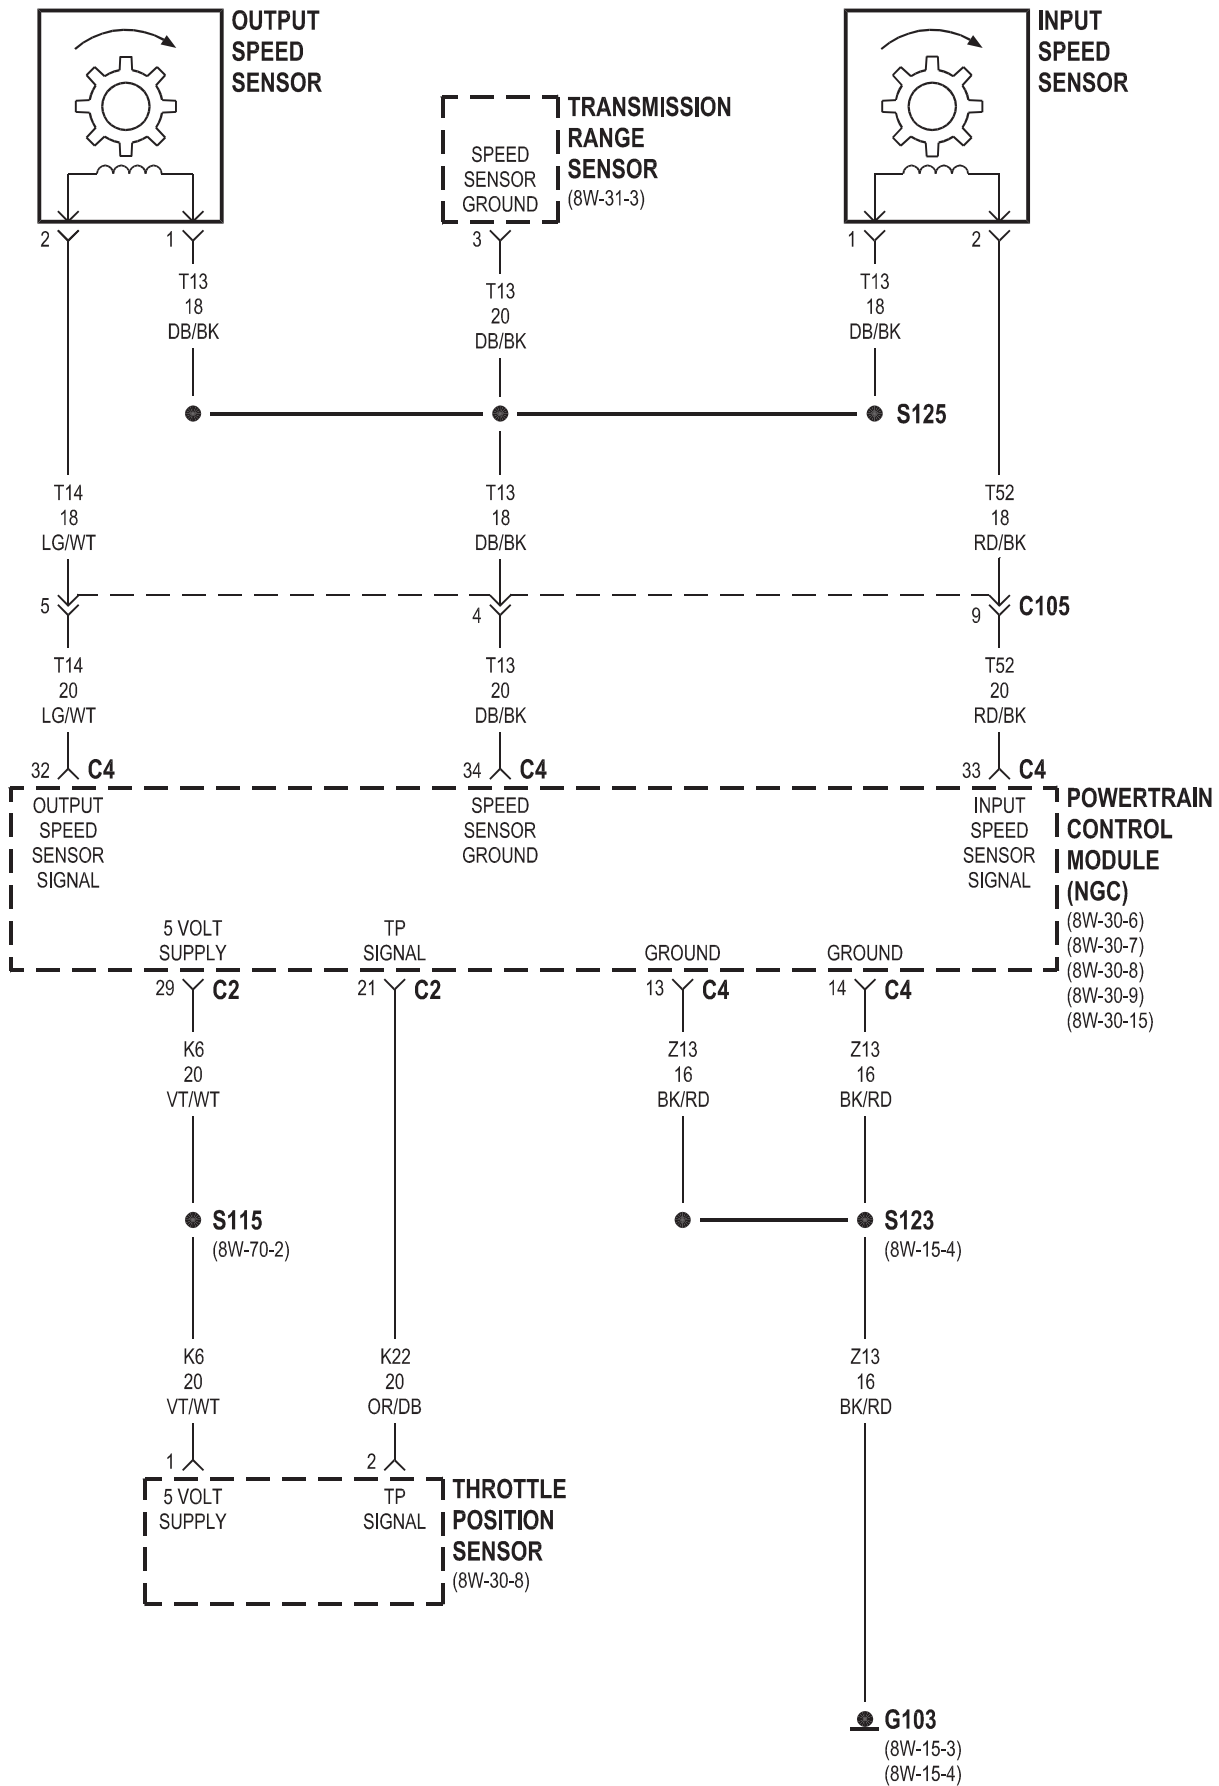 OUTPUT
SPEED
SENSOR
INPUT
SPEED
SENSOR
TRANSMISSION
RANGE
SENSOR
(8W-31-3)
SPEED
SENSOR
GROUND
2
1
3
1
2
T13
18
DB/BK
T13
20
DB/BK
T13
18
DB/BK
S125
T14
18
LG/WT
T13
18
DB/BK
T52
18
RD/BK
5
4
9
C105
T14
20
LG/WT
T13
20
DB/BK
T52
20
RD/BK
32
C4
34
C4
33
C4
OUTPUT
SPEED
SENSOR
SIGNAL
SPEED
SENSOR
GROUND
INPUT
SPEED
SENSOR
SIGNAL
POWERTRAIN
CONTROL
MODULE
(NGC)
(8W-30-6)
(8W-30-7)
(8W-30-8)
(8W-30-9)
(8W-30-15)
5 VOLT
SUPPLY
TP
SIGNAL
GROUND
GROUND
29
C2
21
C2
13
C4
14
C4
K6
20
VT/WT
Z13
16
BK/RD
Z13
16
BK/RD
S115
(8W-70-2)
S123
(8W-15-4)
K6
20
VT/WT
K22
20
OR/DB
Z13
16
BK/RD
1
2
5 VOLT
SUPPLY
TP
SIGNAL
THROTTLE
POSITION
SENSOR
(8W-30-8)
G103
(8W-15-3)
(8W-15-4)